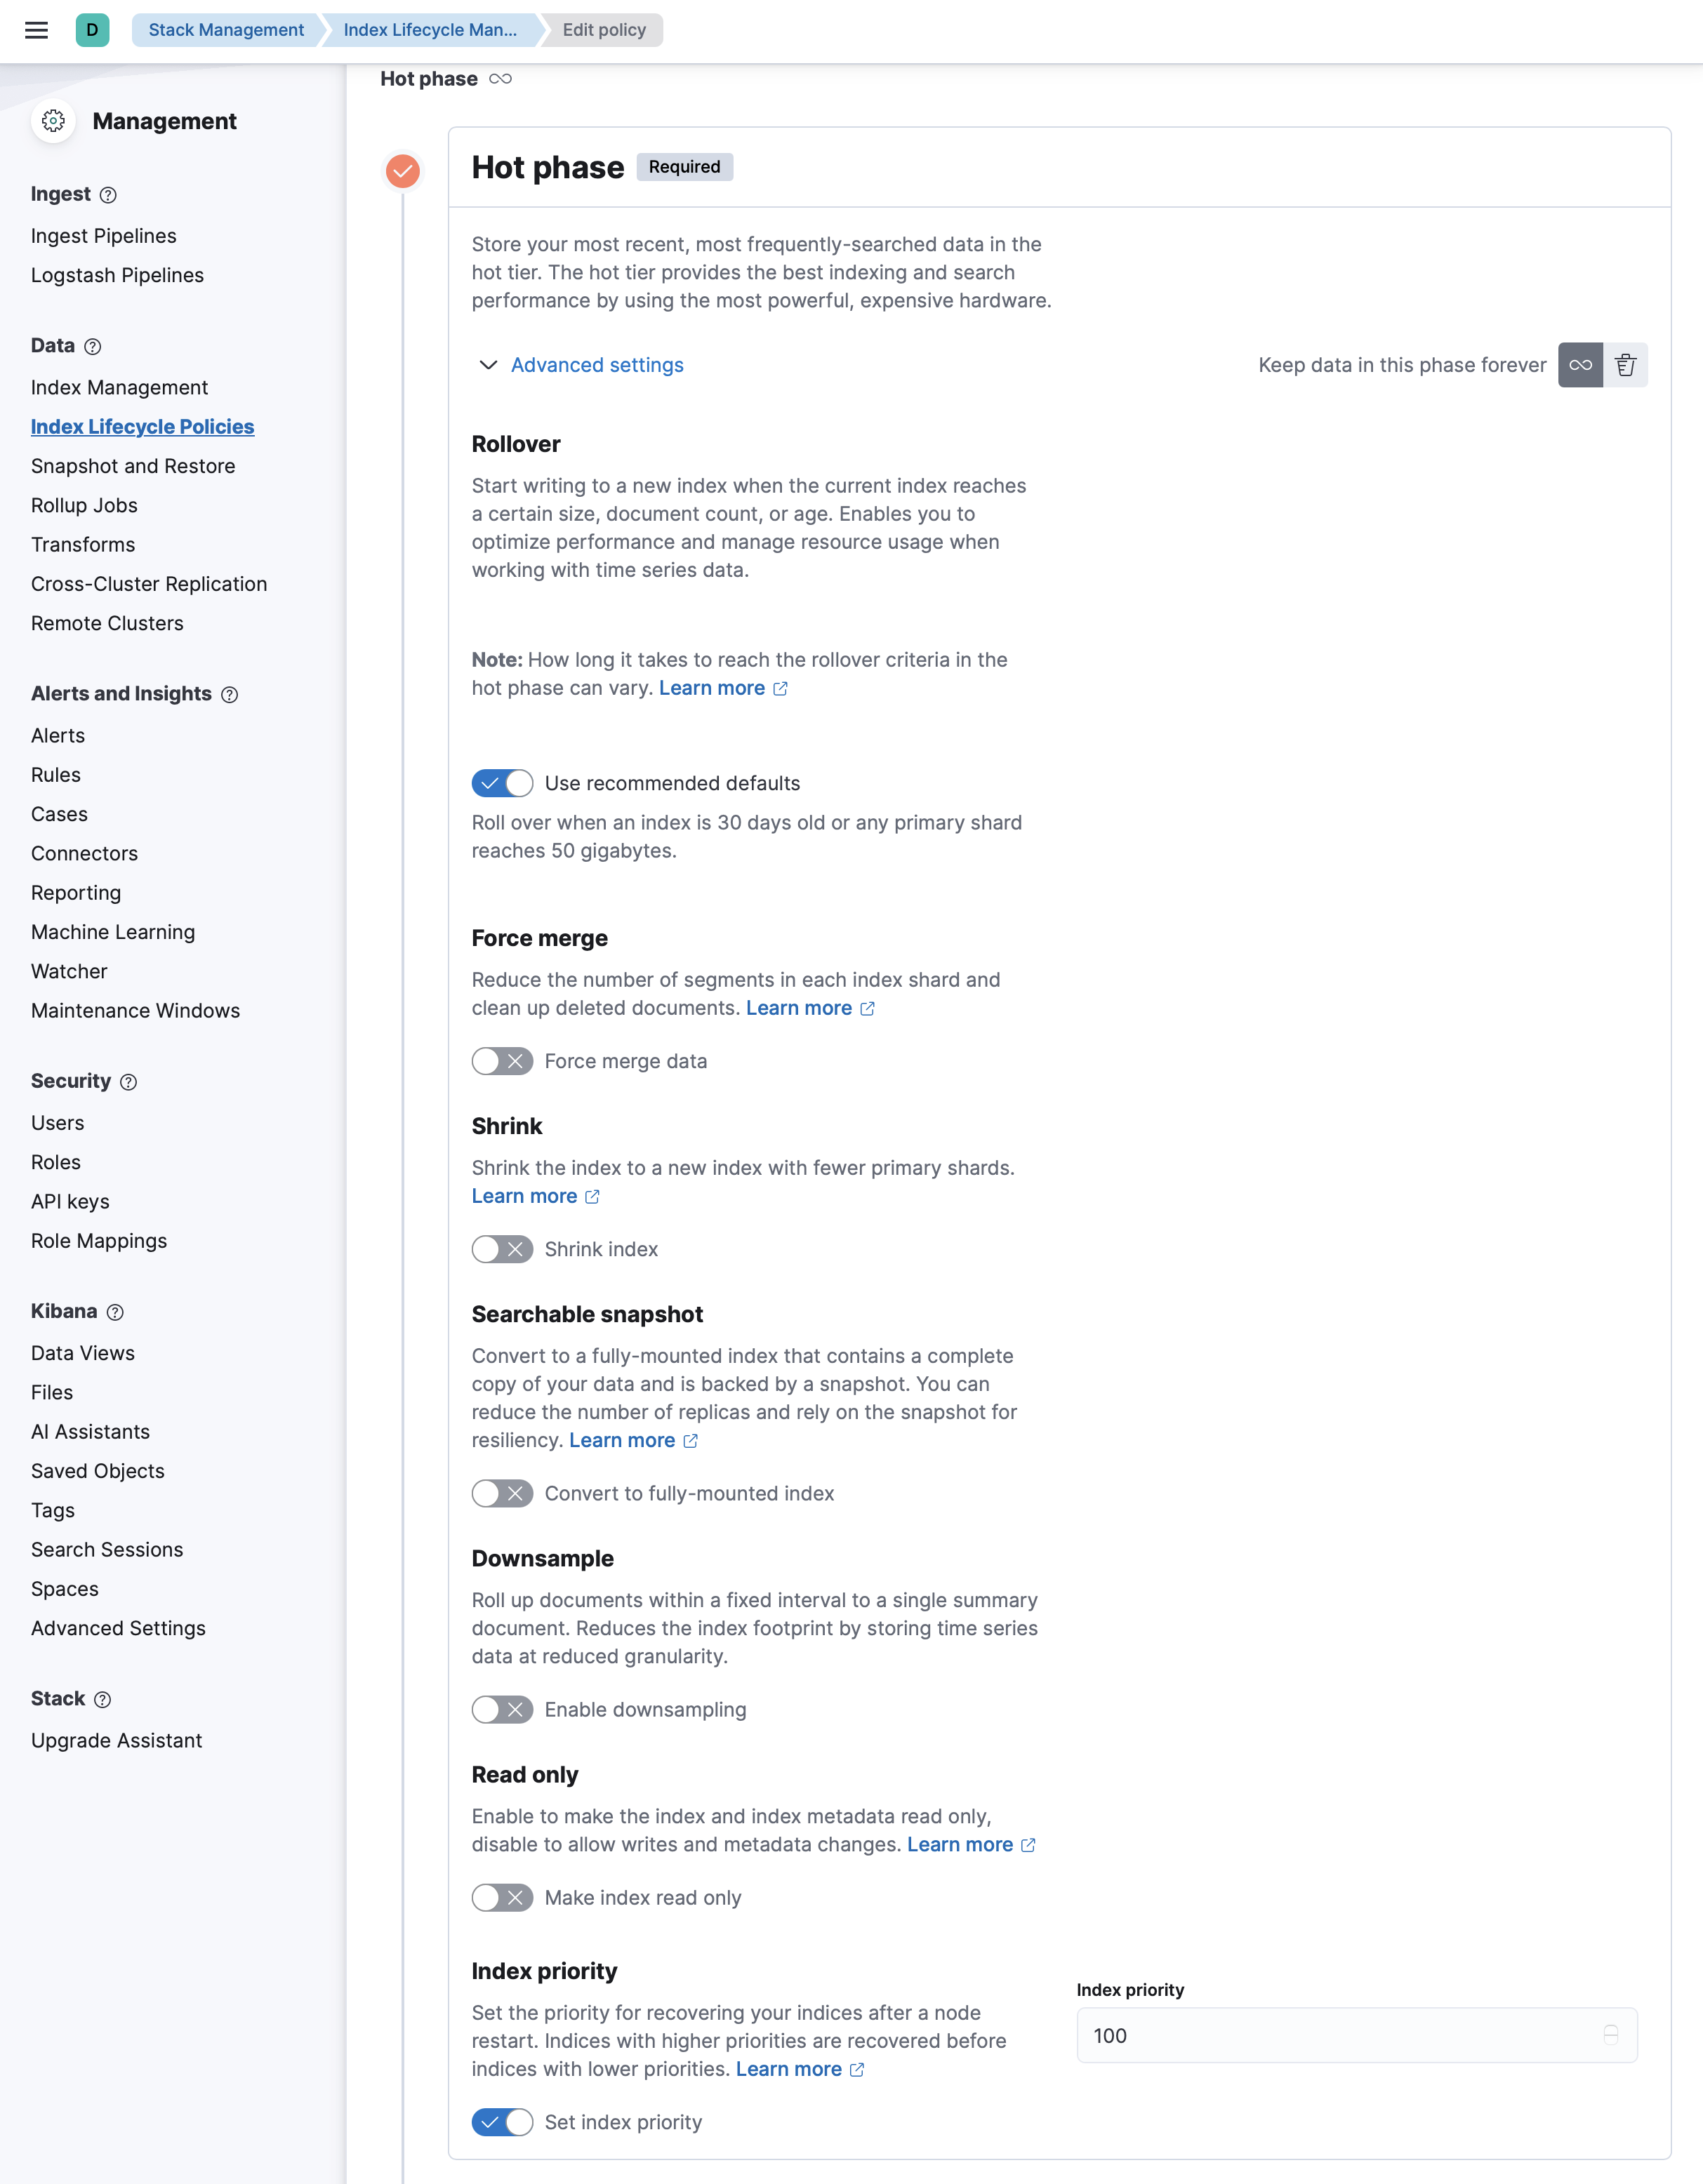 D
Stack Management
Index Lifecycle Man...
Edit policy
Management
Ingest
Ingest Pipelines
Logstash Pipelines
Data
Index Management
Index Lifecycle Policies
Snapshot and Restore
Rollup Jobs
Transforms
Cross-Cluster Replication
Remote Clusters
Alerts and Insights
Alerts
Rules
Cases
Connectors
Reporting
Machine Learning
Watcher
Maintenance Windows
Security
Users
Roles
API keys
Role Mappings
Kibana
Data Views
Files
AI Assistants
Saved Objects
Tags
Search Sessions
Spaces
Advanced Settings
Stack
Upgrade Assistant
Hot phase
Hot phase Required
Store your most recent, most frequently-searched data in the
hot tier. The hot tier provides the best indexing and search
performance by using the most powerful, expensive hardware.
Advanced settings
Keep data in this phase forever
Rollover
Start writing to a new index when the current index reaches
a certain size, document count, or age. Enables you to
optimize performance and manage resource usage when
working with time series data.
Note: How long it takes to reach the rollover criteria in the
hot phase can vary. Learn more
Use recommended defaults
Roll over when an index is 30 days old or any primary shard
reaches 50 gigabytes.
Force merge
Reduce the number of segments in each index shard and
clean up deleted documents. Learn more
Force merge data
Shrink
Shrink the index to a new index with fewer primary shards.
Learn more
Shrink index
Searchable snapshot
Convert to a fully-mounted index that contains a complete
copy of your data and is backed by a snapshot. You can
reduce the number of replicas and rely on the snapshot for
resiliency. Learn more
Convert to fully-mounted index
Downsample
Roll up documents within a fixed interval to a single summary
document. Reduces the index footprint by storing time series
data at reduced granularity.
Enable downsampling
Read only
Enable to make the index and index metadata read only,
disable to allow writes and metadata changes. Learn more
Make index read only
Index priority
Set the priority for recovering your indices after a node
restart. Indices with higher priorities are recovered before
indices with lower priorities. Learn more
Set index priority
Index priority
100